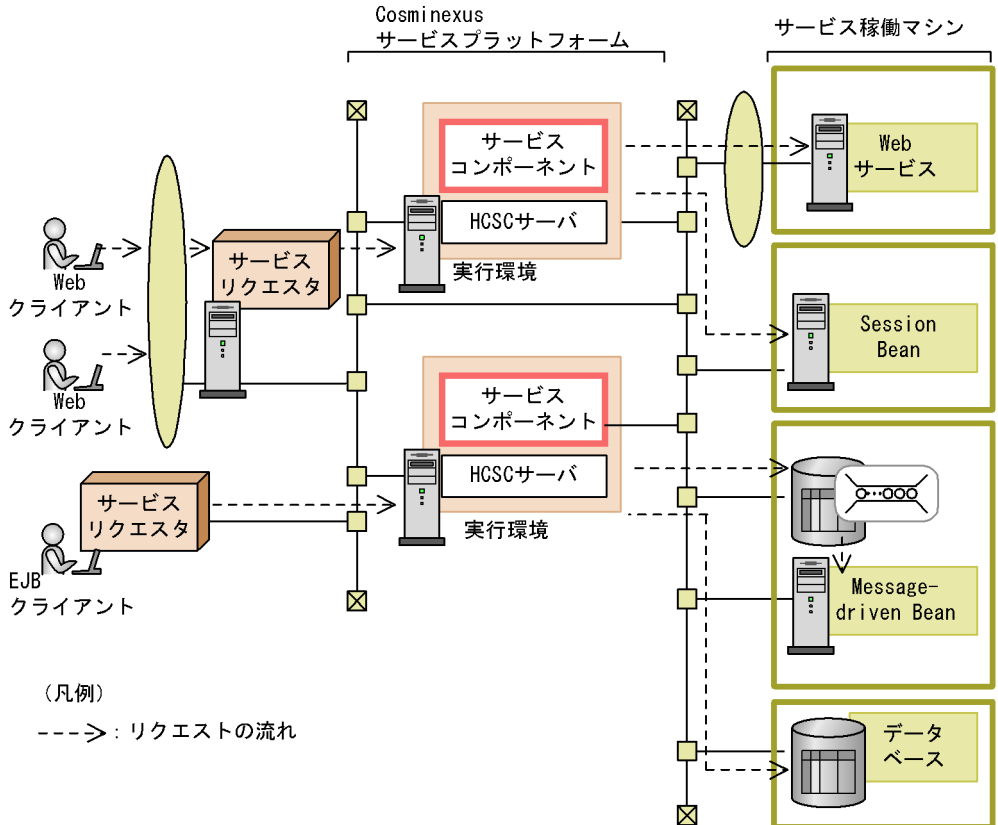 Cosminexus
サービスプラットフォーム
サービス稼働マシン
サービス
コンポーネント
HCSCサーバ
実行環境
Web
サービス
Web
クライアント
サービス
リクエスタ
Session
Bean
Web
クライアント
サービス
コンポーネント
HCSCサーバ
実行環境
サービス
リクエスタ
EJB
クライアント
Message-
driven Bean
データ
ベース
(凡例)
：リクエストの流れ